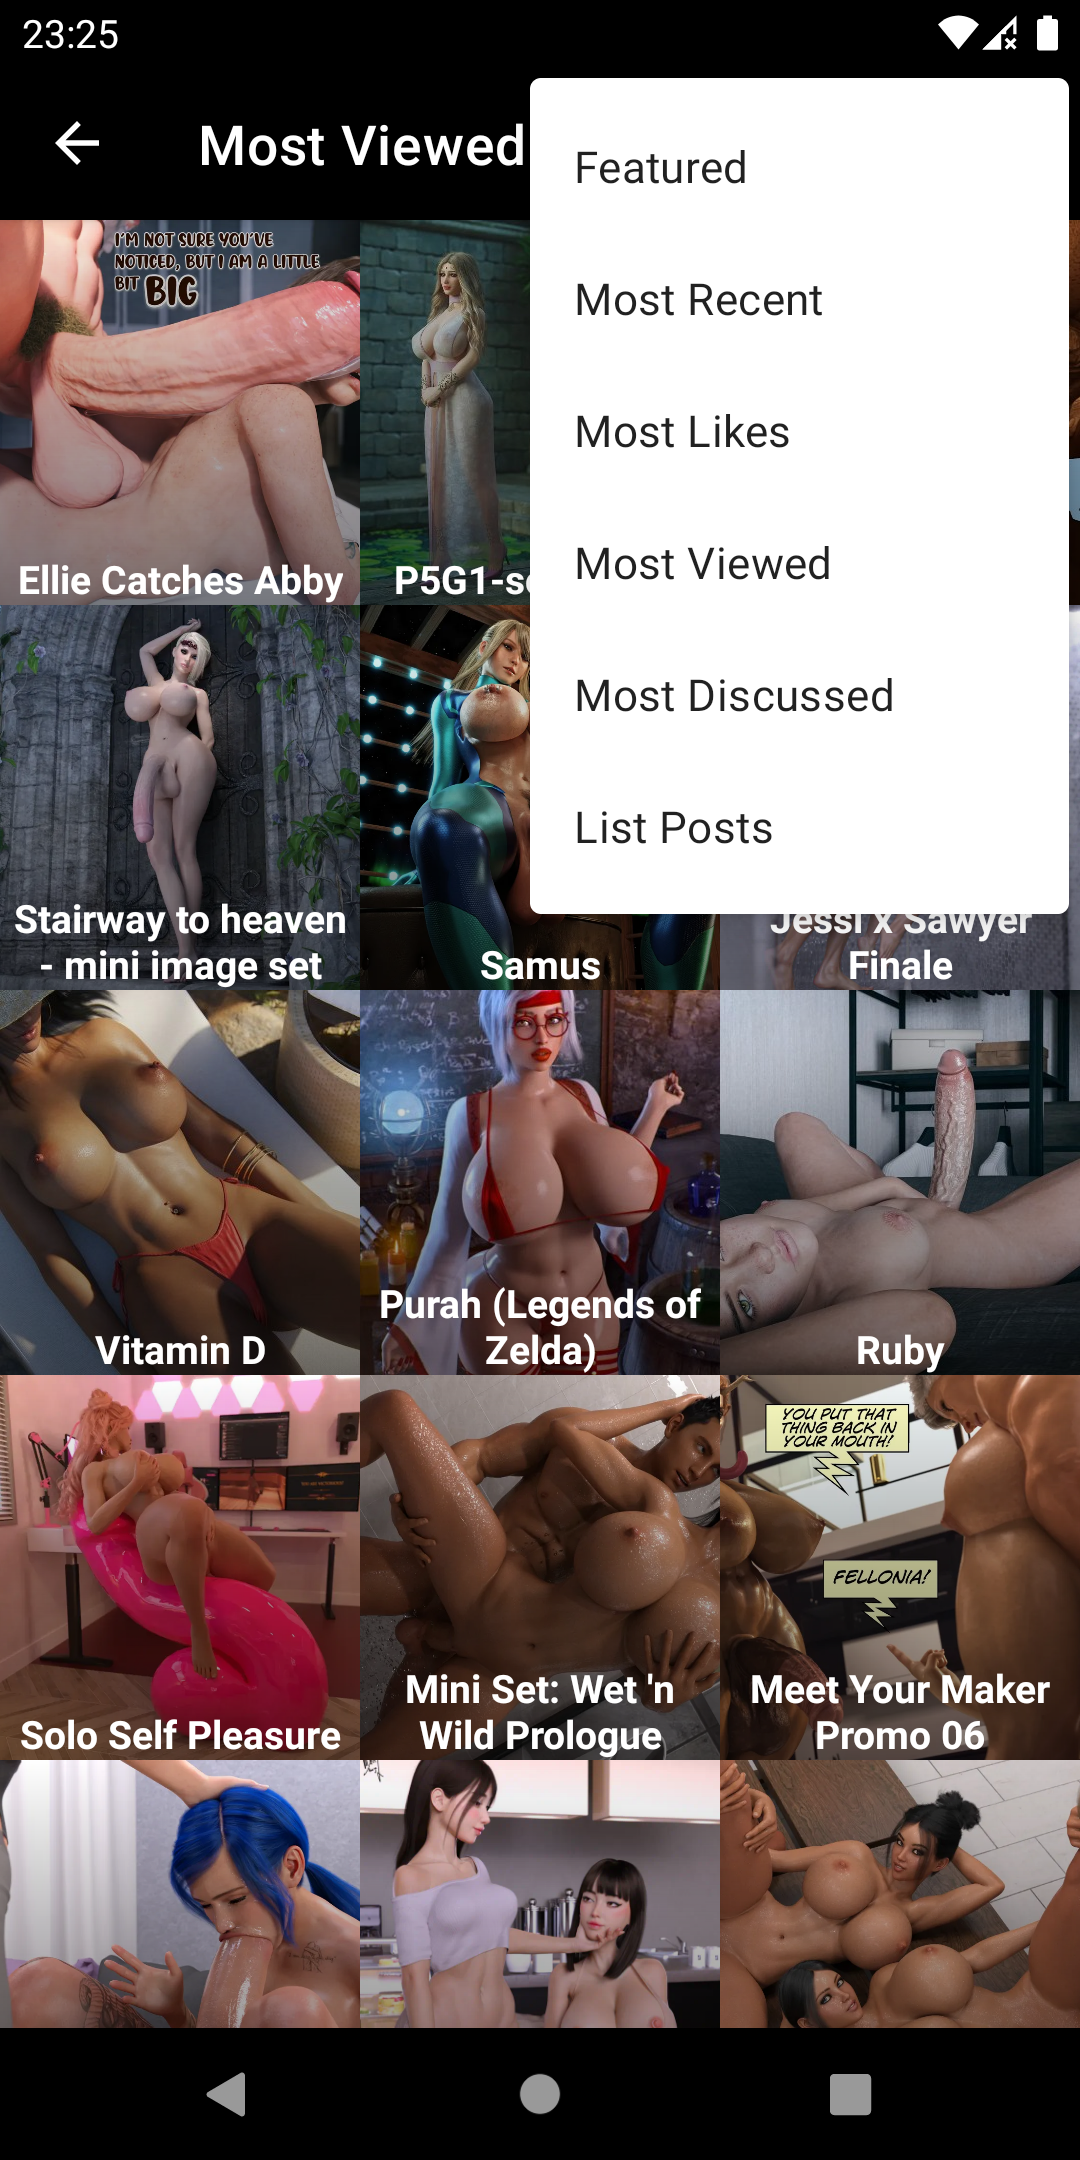 23:25
Most Viewed
Featured
Most Recent
Most Likes
Most Viewed
Most Discussed
List Posts
I'M NOT SURE YOU'VE
NOTICED, BUT I AM A LITTLE
BIT BIG
Ellie Catches Abby
P5G1-s
Stairway to heaven
- mini image set
Samus
Jessi x Sawyer
Finale
Vitamin D
Purah (Legends of
Zelda)
Ruby
Solo Self Pleasure
Mini Set: Wet 'n
Wild Prologue
YOU PUT THAT
THING BACK IN
YOUR MOUTH!
FELLONIA!
Meet Your Maker
Promo 06